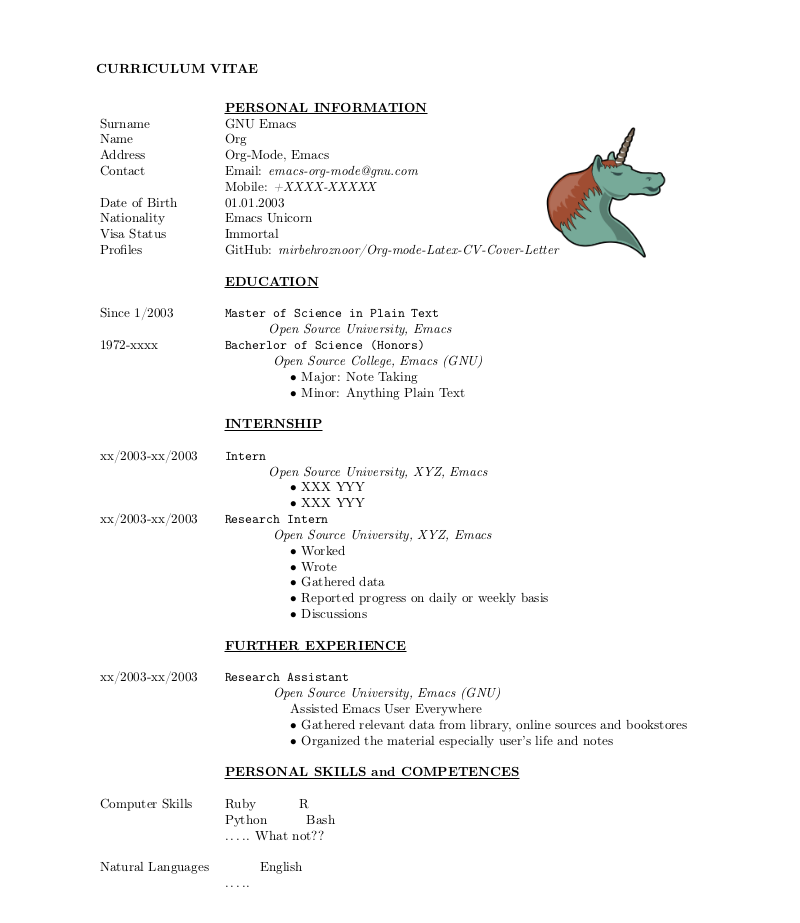 CURRICULUM VITAE
PERSONAL INFORMATION
Surname GNU Emacs
Name Org
Address Org-Mode, Emacs
Contact Email: emacs-org-mode@gnu.com
Mobile: +XXXX-XXXXX
Date of Birth 01.01.2003
Nationality Emacs Unicorn
Visa Status Immortal
Profiles GitHub: mirbehroznoor/Org-mode-Latex-CV-Cover-Letter
EDUCATION
Since 1/2003 Master of Science in Plain Text
Open Source University, Emacs
1972-xxxx Bacherlor of Science (Honors)
Open Source College, Emacs (GNU)
• Major: Note Taking
• Minor: Anything Plain Text
INTERNSHIP
xx/2003-xx/2003 Intern
Open Source University, XYZ, Emacs
• XXX YYY
• XXX YYY
xx/2003-xx/2003 Research Intern
Open Source University, XYZ, Emacs
• Worked
• Wrote
• Gathered data
• Reported progress on daily or weekly basis
• Discussions
FURTHER EXPERIENCE
xx/2003-xx/2003 Research Assistant
Open Source University, Emacs (GNU)
Assisted Emacs User Everywhere
• Gathered relevant data from library, online sources and bookstores
• Organized the material especially user's life and notes
PERSONAL SKILLS and COMPETENCES
Computer Skills Ruby R
Python Bash
..... What not??
Natural Languages English
.....